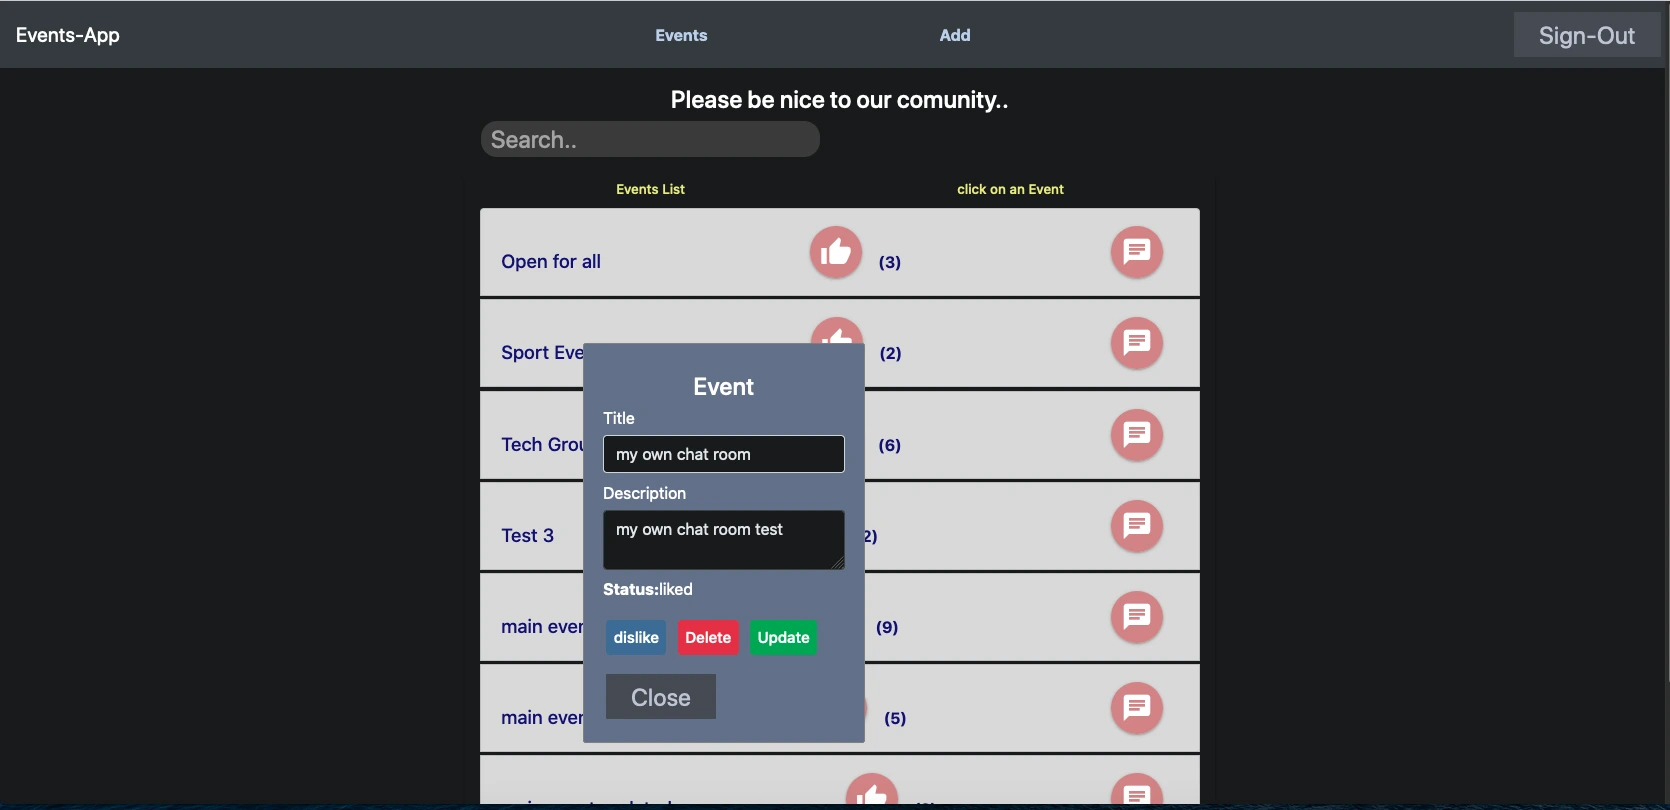 Events-App
Events
Add
Sign-Out
Please be nice to our comunity..
Search..
Events List
click on an Event
Open for all
(3)
Sport Eve
(2)
Event
Title
my own chat room
Tech Grou
(6)
Description
my own chat room test
Test 3
2)
Status:liked
main ever
(9)
dislike
Delete
Update
Close
main ever
(5)